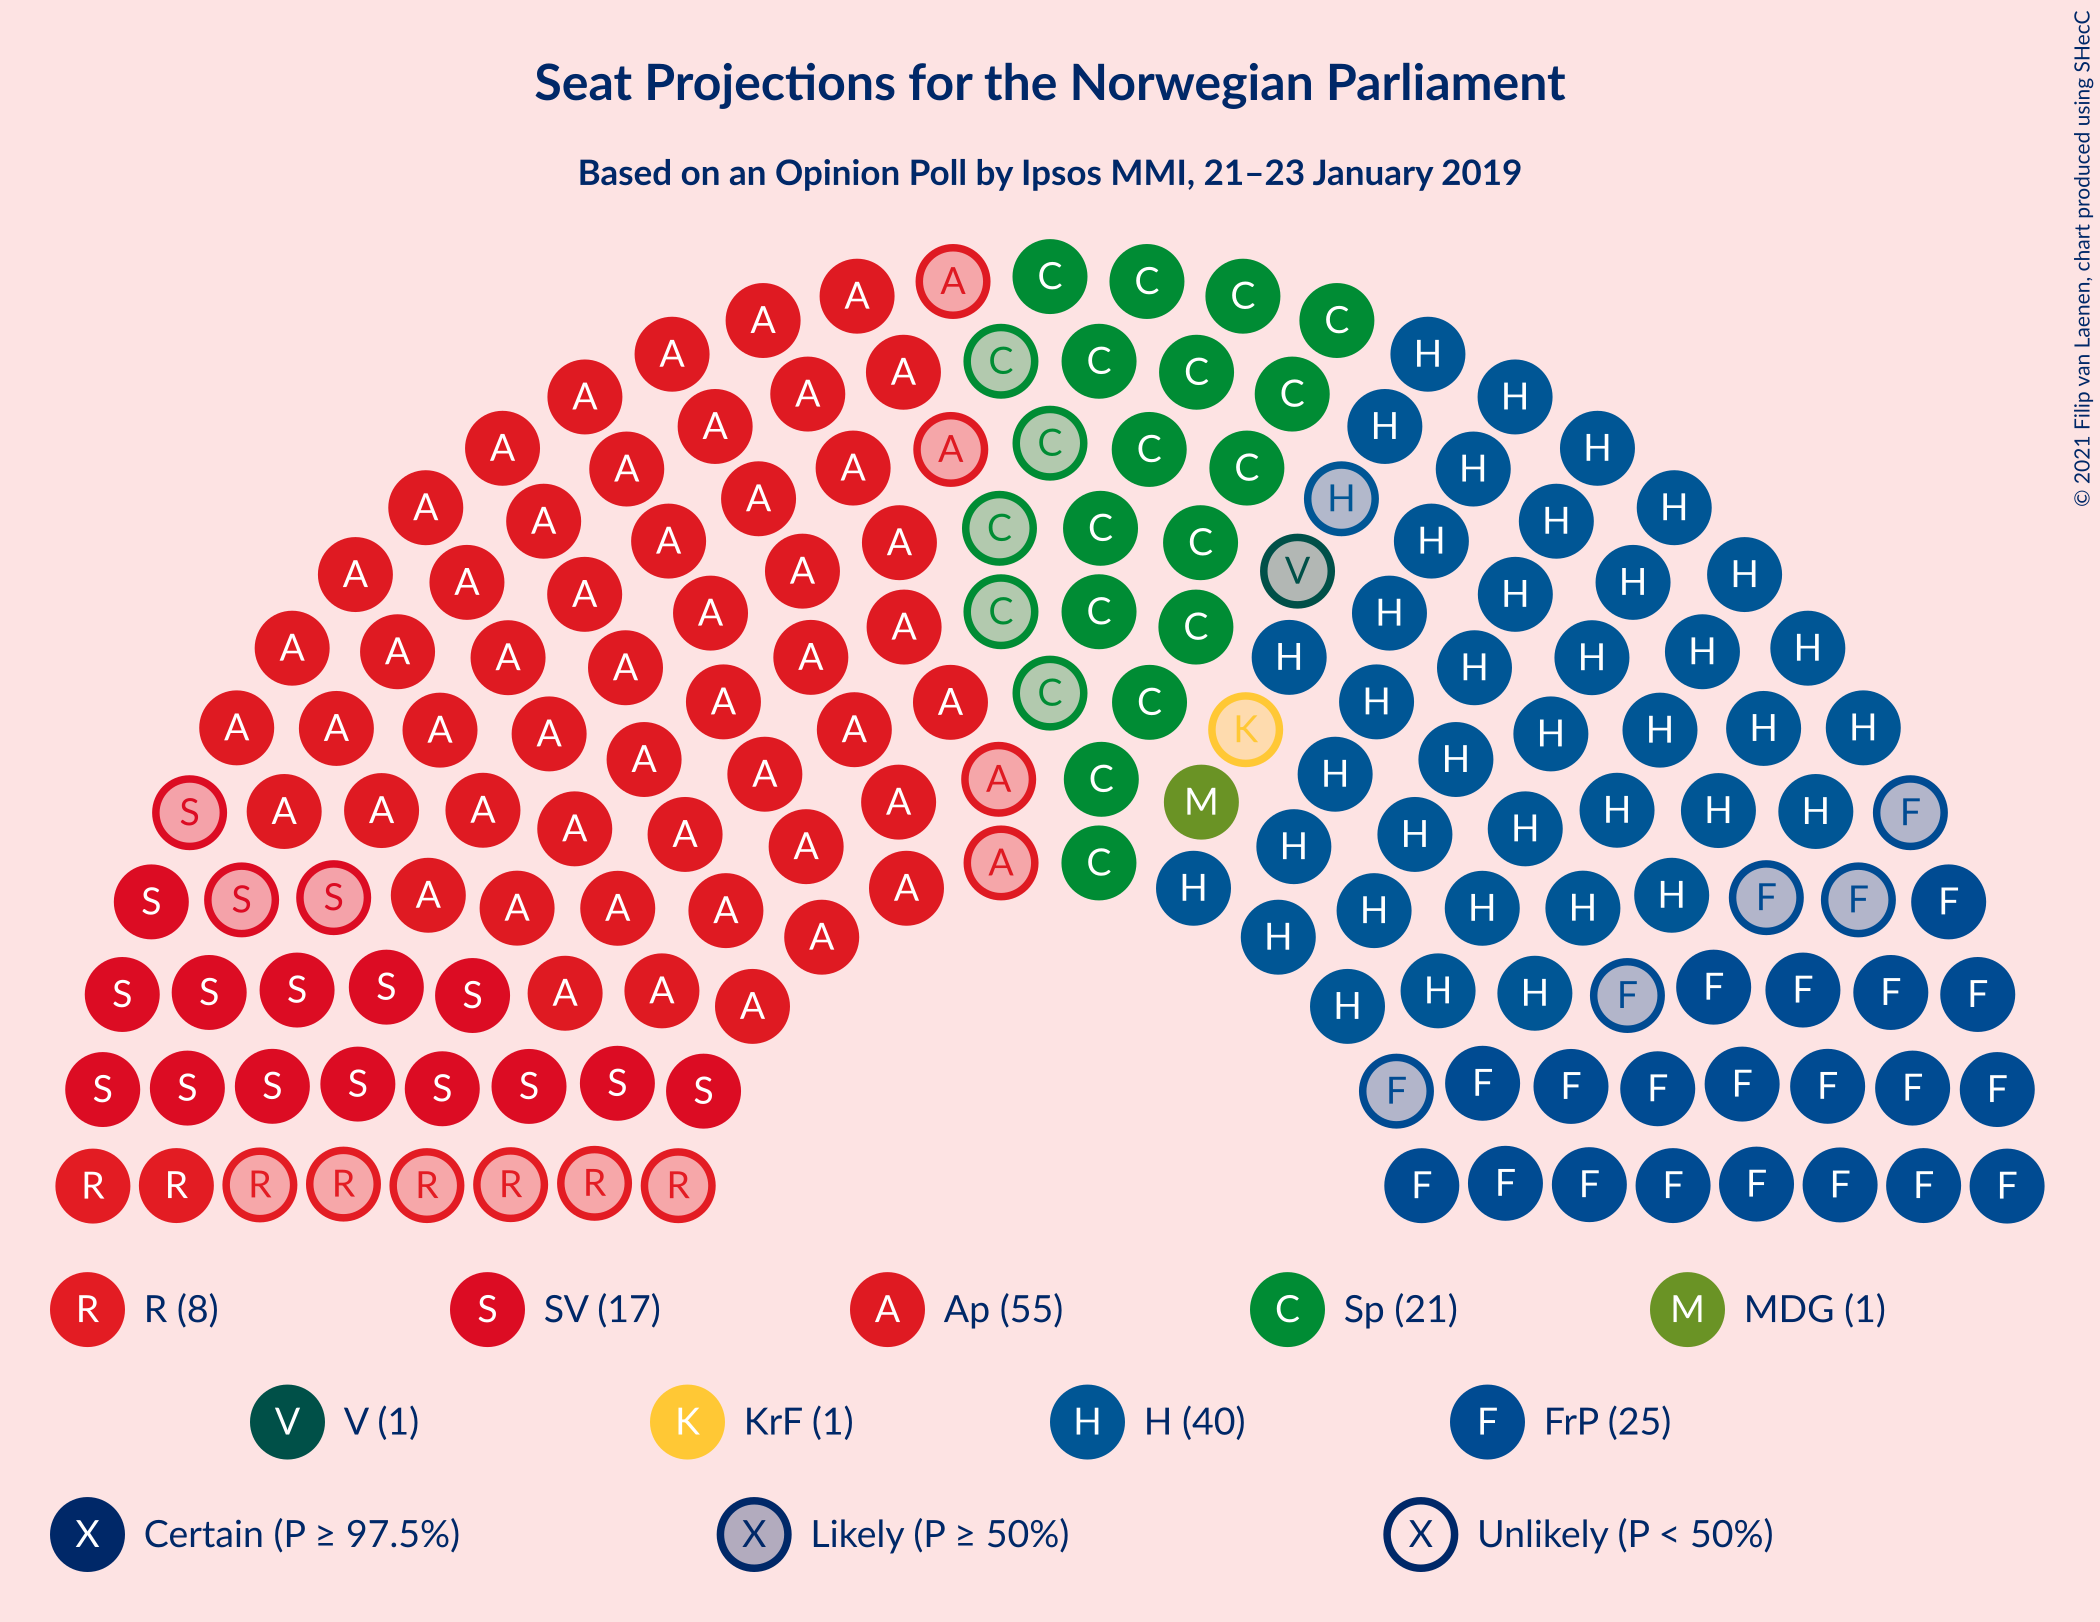 Seat Projections for the Norwegian Parliament
Based on an Opinion Poll by Ipsos MMI, 21–23 January 2019
© 2021 Filip van Laenen, chart produced using SHecC
A A A C C C C H
A A A A C C C C H H
A A A A A C C C H H H
A A A A A C C C V H H H
A A A A A C C C H H H H H
A A A A A A C C K H H H H H
A A A A A A A A C M H H H H H H H
S A A A A A A A C H H H H H H H F
S S S A A A A A H H H H H F F F
S S S S S A A A H H H F F F F F
S S S S S S S S F F F F F F F F
R R R R R R R R F F F F F F F F
R R (8) S SV (17) A Ap (55) C Sp (21) M MDG (1)
V V (1) K KrF (1) H H (40) F FrP (25)
X Certain (P ≥ 97.5%) X Likely (P ≥ 50%) X Unlikely (P < 50%)